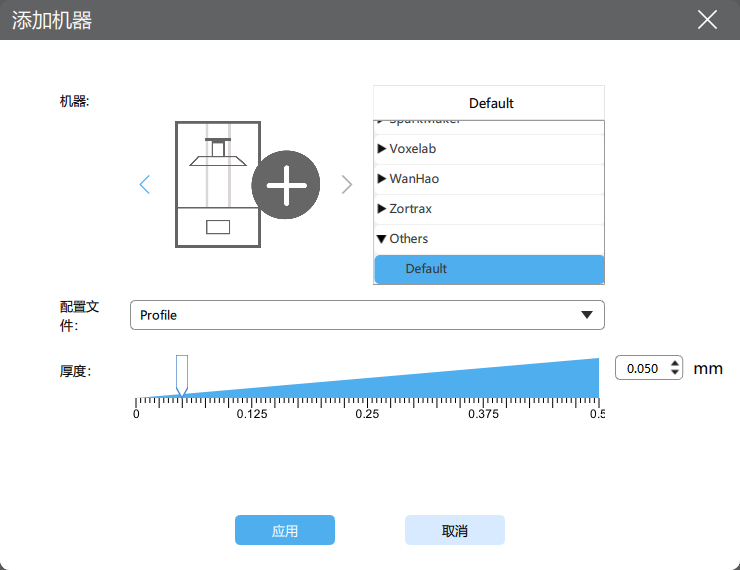 添加机器
机器:
Default
Voxelab
WanHao
Zortrax
Others
Default
配置文
件:
Profile
厚度:
0.050 mm
0 0.125 0.25 0.375 0.5
应用 取消